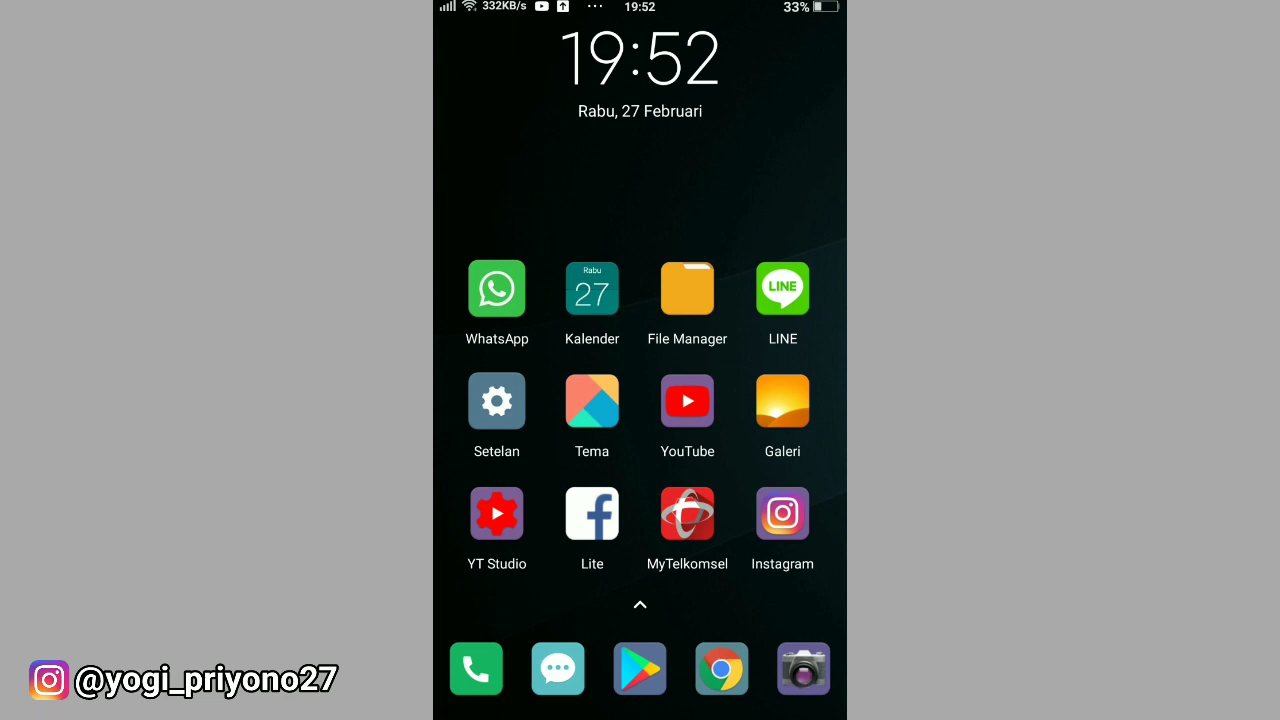 332KB/s ... 19:52 33%
19:52
Rabu, 27 Februari
Rabu
27
LINE
WhatsApp Kalender File Manager LINE
Setelan Tema YouTube Galeri
YT Studio Lite MyTelkomsel Instagram
@yogi_priyono27